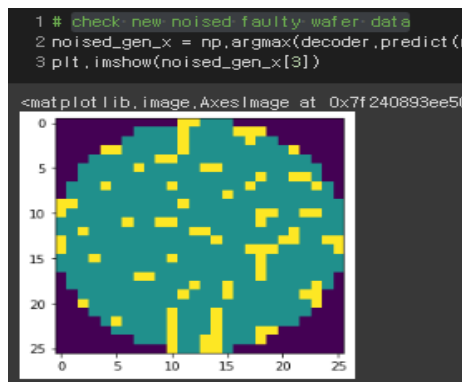 1 # check new noised faulty wafer data
2 noised_gen_x = np.argmax(decoder.predict(
3 plt.imshow(noised_gen_x[3])
<matplotlib.image.AxesImage at 0x7f240893ee50
0
5
10
15
20
25
0 5 10 15 20 25